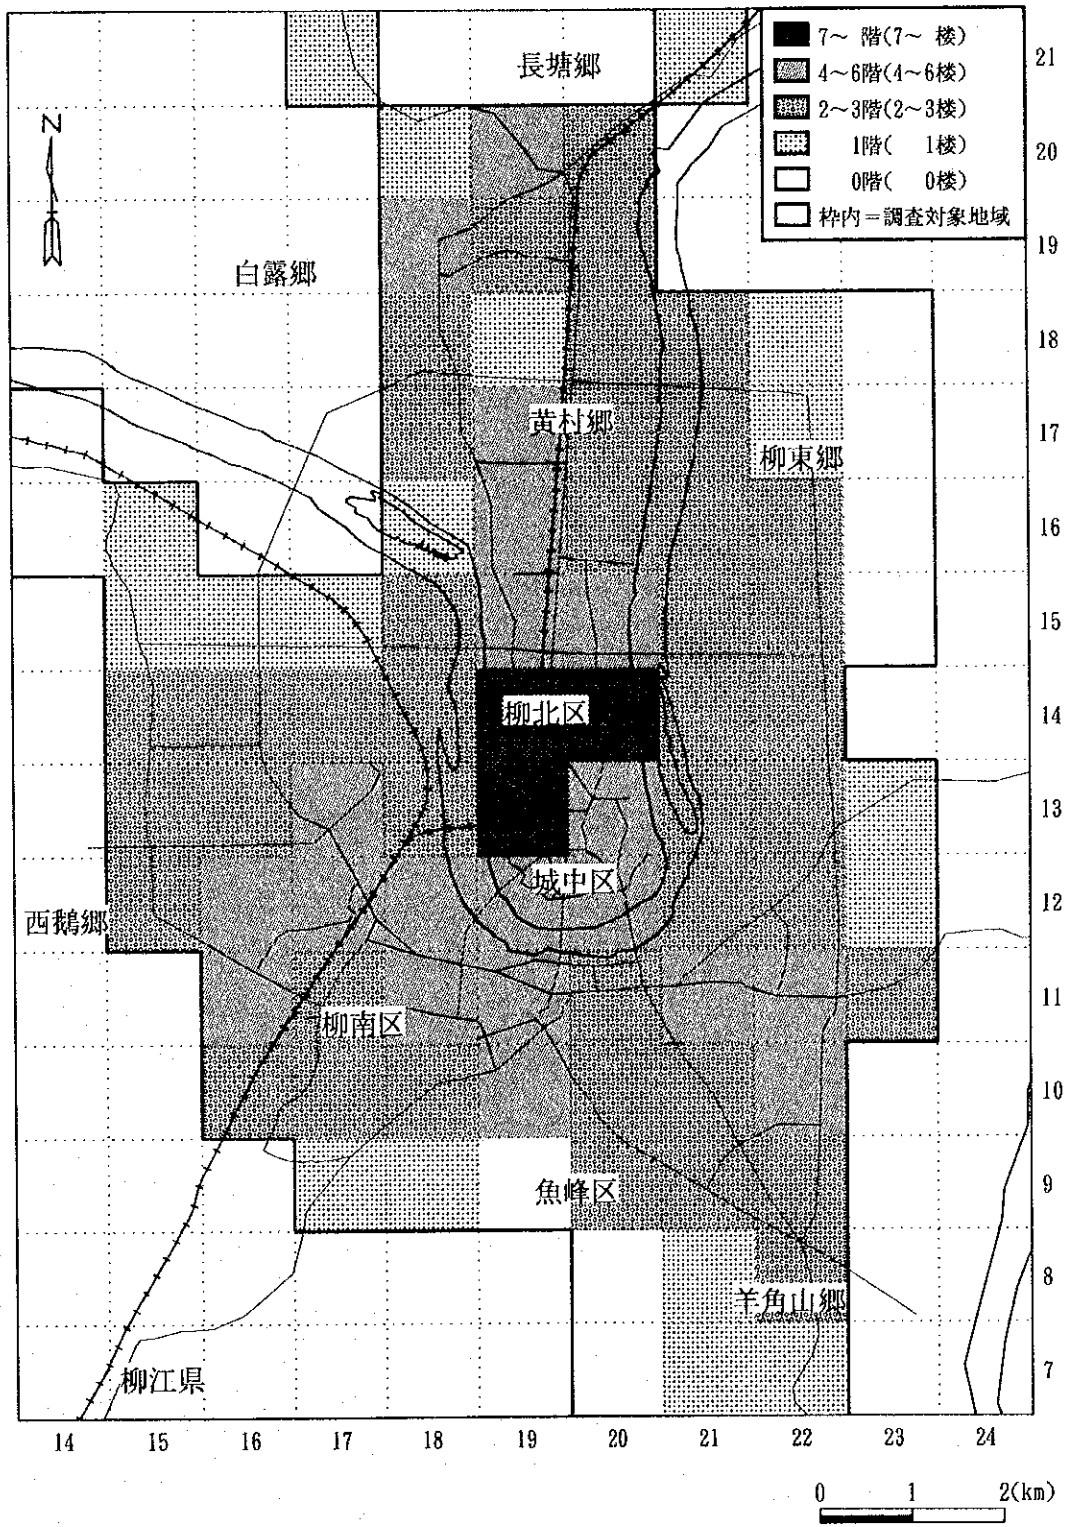 7～ 階(7～ 楼)
4～6階(4～6楼)
2～3階(2～3楼)
1階( 1楼)
0階( 0楼)
枠内＝調査対象地域
N
長塘郷
白露郷
黄村郷
柳東郷
柳北区
城中区
西鵝郷
柳南区
魚峰区
羊角山郷
柳江県
21
20
19
18
17
16
15
14
13
12
11
10
9
8
7
14 15 16 17 18 19 20 21 22 23 24
0 1 2(km)